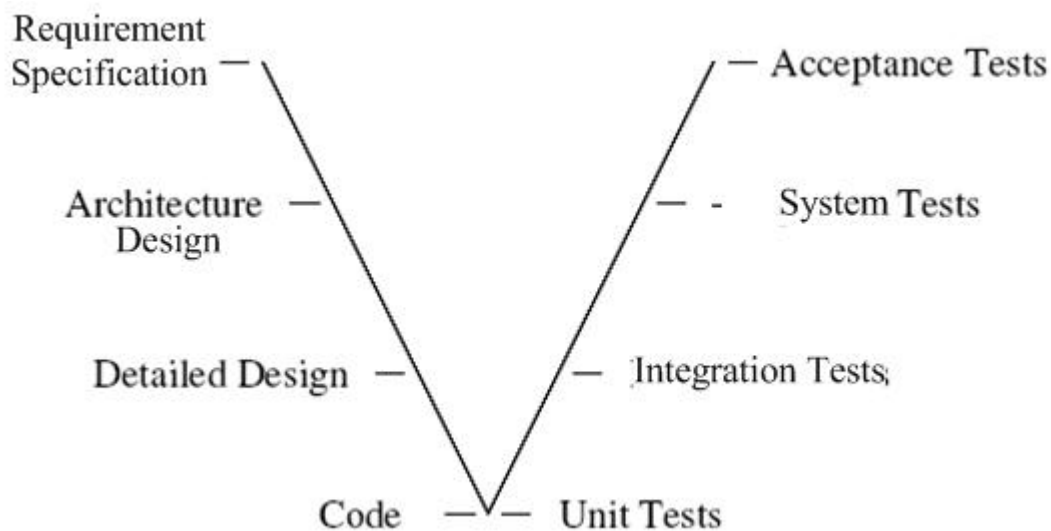 Requirement
Specification
Acceptance Tests
Architecture
Design
System Tests
Detailed Design
Integration Tests
Code
Unit Tests